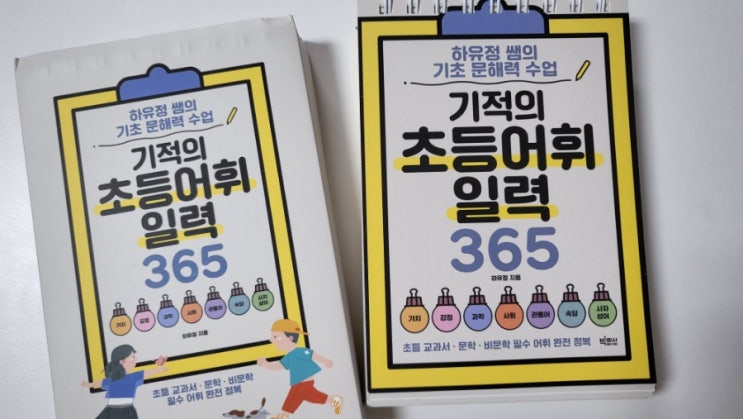 하유정 쌤의
기초 문해력 수업
기적의
초등어휘
일력
365
가치 감정 과학 사회 관용어 속담 사자성어
하유정 지음
초등 교과서·문학·비문학
필수 어휘 완전 정복
하유정 쌤의
기초 문해력 수업
기적의
초등어휘
일력
365
하유정 지음
가치 감정 과학 사회 관용어 속담 사자성어
초등 교과서·문학·비문학 필수 어휘 완전 정복
빅피시